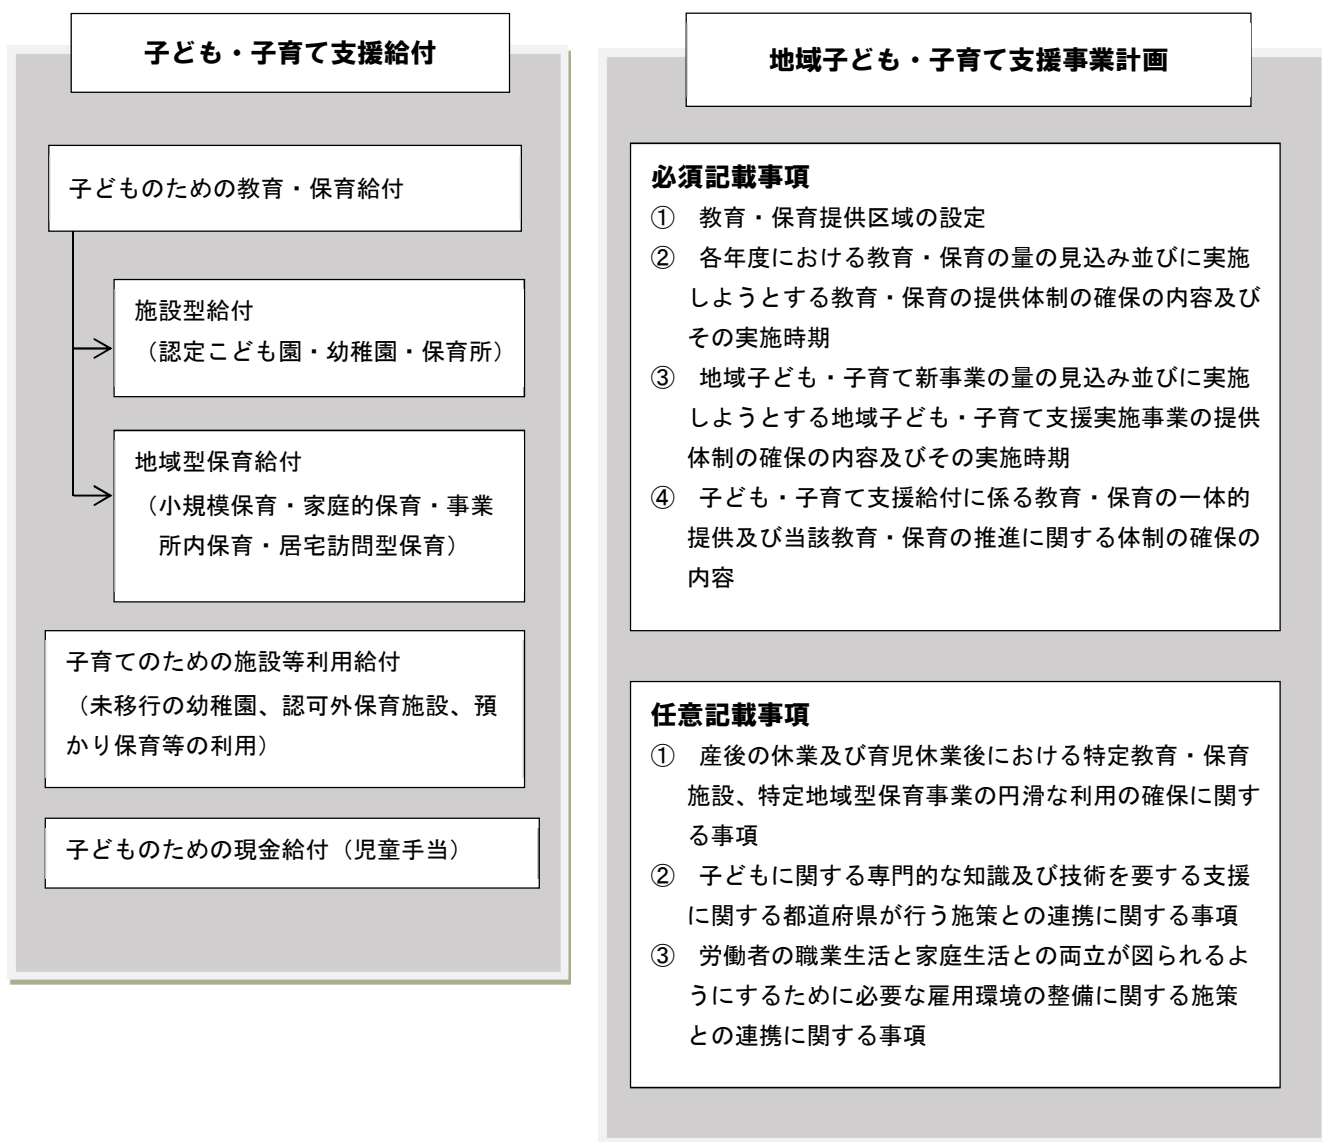 子ども・子育て支援給付
子どものための教育・保育給付
施設型給付
（認定こども園・幼稚園・保育所）
地域型保育給付
（小規模保育・家庭的保育・事業
所内保育・居宅訪問型保育）
子育てのための施設等利用給付
（未移行の幼稚園、認可外保育施設、預
かり保育等の利用）
子どものための現金給付（児童手当）
地域子ども・子育て支援事業計画
必須記載事項
①　教育・保育提供区域の設定
②　各年度における教育・保育の量の見込み並びに実施
しようとする教育・保育の提供体制の確保の内容及び
その実施時期
③　地域子ども・子育て新事業の量の見込み並びに実施
しようとする地域子ども・子育て支援実施事業の提供
体制の確保の内容及びその実施時期
④　子ども・子育て支援給付に係る教育・保育の一体的
提供及び当該教育・保育の推進に関する体制の確保の
内容
任意記載事項
①　産後の休業及び育児休業後における特定教育・保育
施設、特定地域型保育事業の円滑な利用の確保に関す
る事項
②　子どもに関する専門的な知識及び技術を要する支援
に関する都道府県が行う施策との連携に関する事項
③　労働者の職業生活と家庭生活との両立が図られるよ
うにするために必要な雇用環境の整備に関する施策
との連携に関する事項